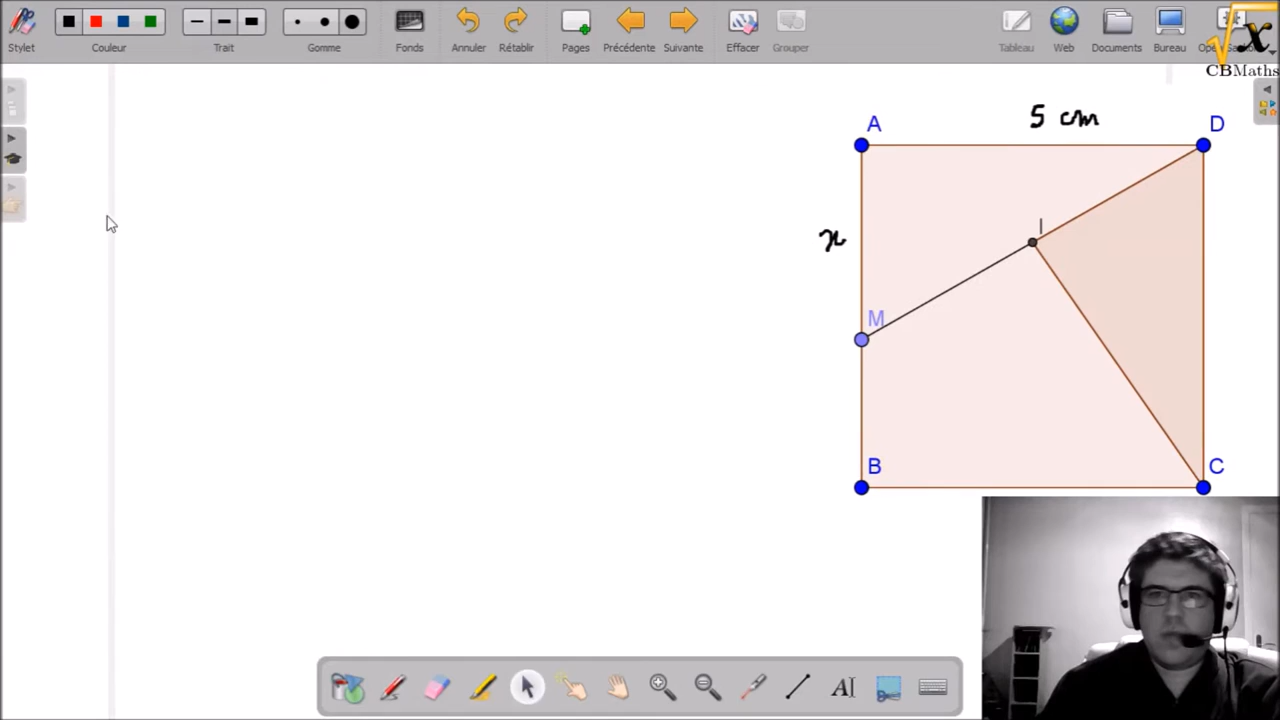 Stylet Couleur Trait Gomme Fonds Annuler Rétablir Pages Précédente Suivante Effacer Grouper Tableau Web Documents Bureau
√x
CBMaths
5 cm
A D
I
x
M
B C
AI